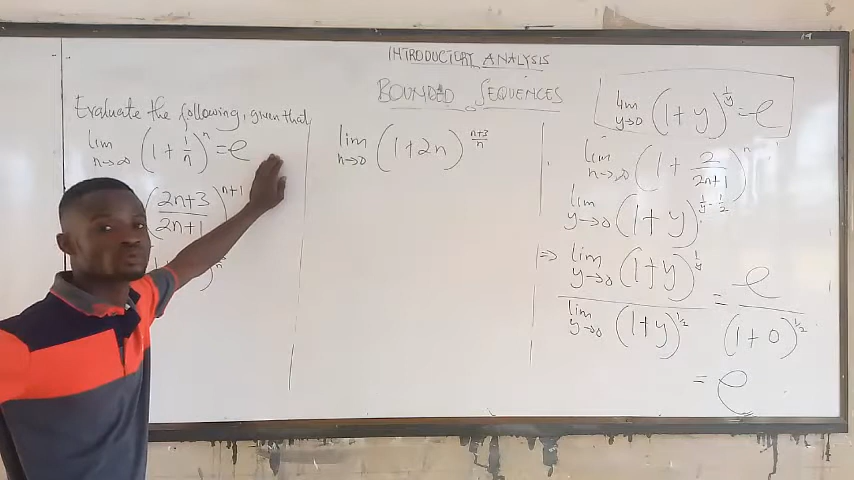 INTRODUCTORY ANALYSIS
BOUNDED SEQUENCES
Evaluate the following, given that
lim n→∞ (1 + 1/n)^n = e
(2n+3 / 2n+1)^n+1
lim n→0 (1+2n)^(n+3)/n
lim y→0 (1+y)^1/y = e
lim n→∞ (1 + 2/2n+1)^n
lim y→0 (1+y)^1/y - 1/2
⇒ lim y→0 (1+y)^1/y
lim y→0 (1+y)^1/2
= e / (1+0)^1/2
= e